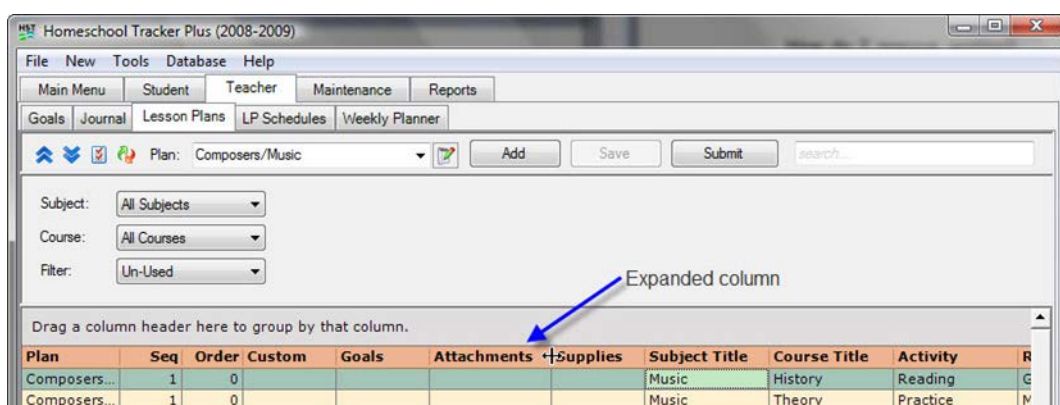 HST Homeschool Tracker Plus (2008-2009)
File New Tools Database Help
Main Menu Student Teacher Maintenance Reports
Goals Journal Lesson Plans LP Schedules Weekly Planner
Plan: Composers/Music Add Save Submit search...
Subject: All Subjects
Course: All Courses
Filter: Un-Used
Expanded column
Drag a column header here to group by that column.
Plan Seq Order Custom Goals Attachments Supplies Subject Title Course Title Activity R
Composers... 1 0 Music History Reading G
Composers... 1 0 Music Theory Practice M